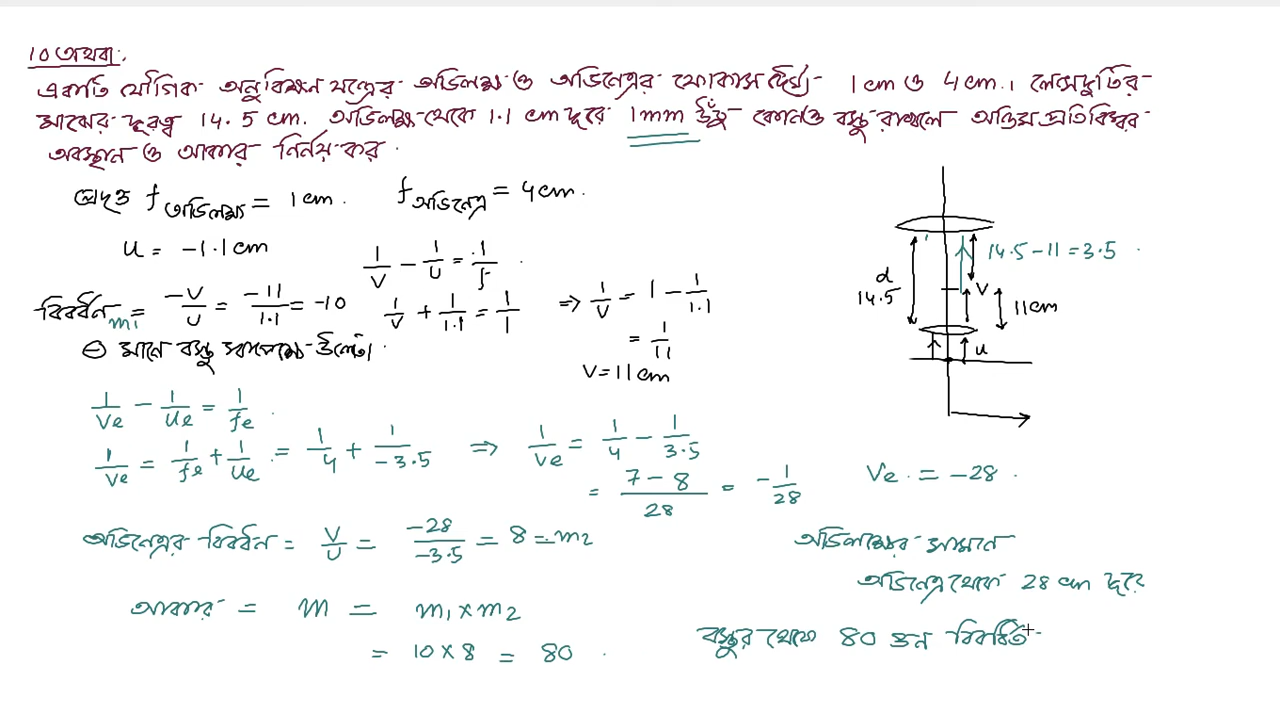 10 অথবা.
একটি যৌগিক অনুবিক্ষন যন্ত্রের অভিলক্ষ ও অভিনেত্রর ফোকাস দৈর্ঘ্য 1cm ও 4cm. লেন্সদুটির
মাঝের দূরত্ব 14.5 cm. অভিলক্ষ থেকে 1.1 cm দূরে 1mm উঁচু কোনও বস্তু রাখলে অন্তিম প্রতিবিম্বর
অবস্থান ও আকার নির্নয় কর.
প্রদত্ত f অভিলক্ষ্য = 1cm. f অভিনেত্র = 4cm.
u = -1.1cm
1/v - 1/u = 1/f
বিবর্ধন m₁ = -v/u = -11/1.1 = -10
1/v + 1/1.1 = 1/1 ⇒ 1/v = 1 - 1/1.1
= 1/11
v = 11cm
⊖ মানে বস্তু সাপেক্ষে উলটো.
d
14.5
14.5-11=3.5
v
11cm
u
1/Ve - 1/Ue = 1/fe
1/Ve = 1/fe + 1/Ue = 1/4 + 1/-3.5 ⇒ 1/Ve = 1/4 - 1/3.5
= 7-8/28 = -1/28
Ve = -28
অভিনেত্রর বিবর্ধন = v/u = -28/-3.5 = 8 = m₂
অভিলক্ষের সামনে
অভিনেত্র থেকে 28 cm দূরে
আকার = m = m₁ × m₂
= 10 × 8 = 80
বস্তুর থেকে 80 গুন বিবর্ধিত